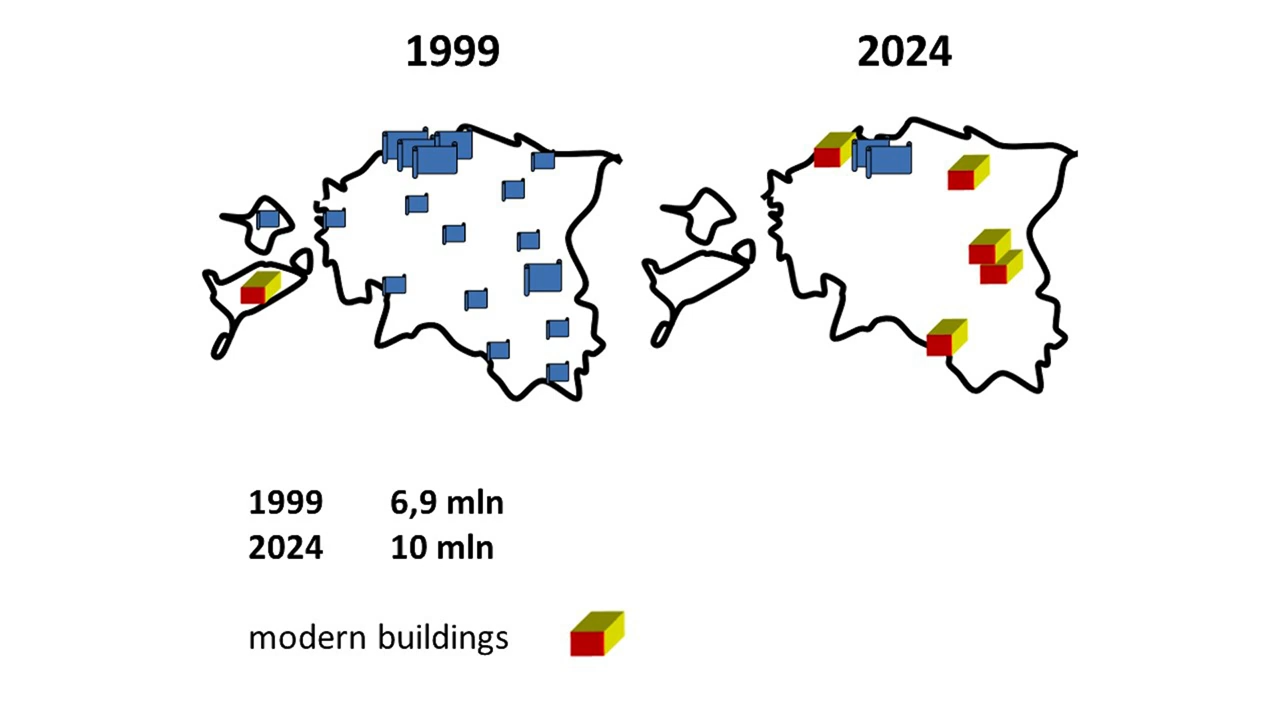 1999
2024
1999 6,9 mln
2024 10 mln
modern buildings